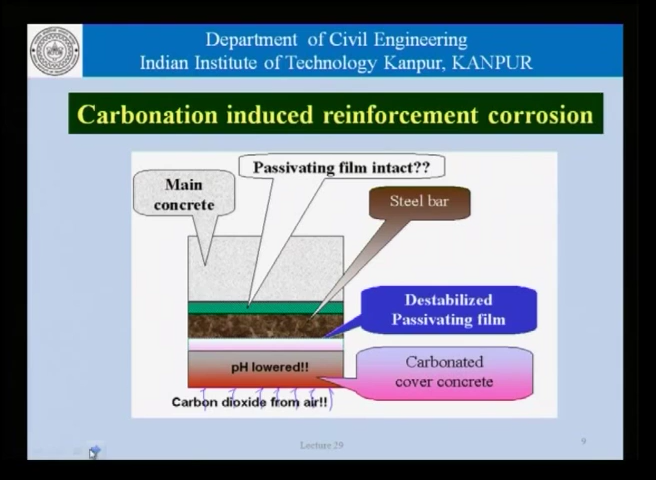 Department of Civil Engineering
Indian Institute of Technology Kanpur, KANPUR
Carbonation induced reinforcement corrosion
Passivating film intact??
Main
concrete
Steel bar
Destabilized
Passivating film
pH lowered!!
Carbonated
cover concrete
Carbon dioxide from air!!
Lecture 29
9